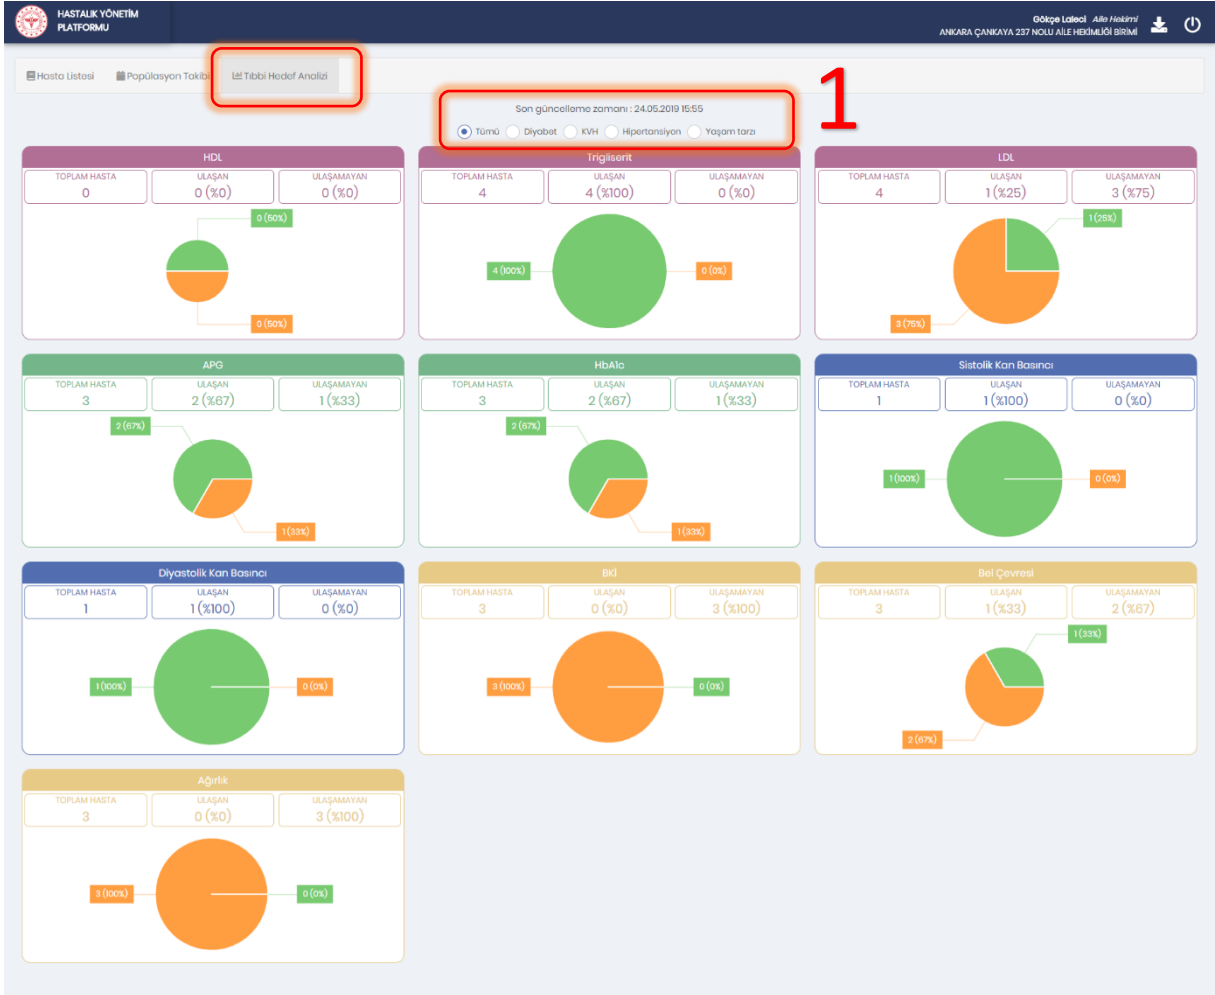 HASTALIK YÖNETİM
PLATFORMU
Gökçe Laleci Aile Hekimi
ANKARA ÇANKAYA 237 NOLU AİLE HEKİMLİĞİ BİRİMİ
Hasta Listesi Popülasyon Takibi Tıbbi Hedef Analizi
1
Son güncelleme zamanı : 24.05.2019 15:55
Tümü Diyabet KVH Hipertansiyon Yaşam tarzı
HDL
TOPLAM HASTA ULAŞAN ULAŞAMAYAN
0 0 (%0) 0 (%0)
0 (50%)
0 (50%)
Trigliserit
TOPLAM HASTA ULAŞAN ULAŞAMAYAN
4 4 (%100) 0 (%0)
4 (100%) 0 (0%)
LDL
TOPLAM HASTA ULAŞAN ULAŞAMAYAN
4 1 (%25) 3 (%75)
1 (25%)
3 (75%)
APG
TOPLAM HASTA ULAŞAN ULAŞAMAYAN
3 2 (%67) 1 (%33)
2 (67%)
1 (33%)
HbA1c
TOPLAM HASTA ULAŞAN ULAŞAMAYAN
3 2 (%67) 1 (%33)
2 (67%)
1 (33%)
Sistolik Kan Basıncı
TOPLAM HASTA ULAŞAN ULAŞAMAYAN
1 1 (%100) 0 (%0)
1 (100%) 0 (0%)
Diyastolik Kan Basıncı
TOPLAM HASTA ULAŞAN ULAŞAMAYAN
1 1 (%100) 0 (%0)
1 (100%) 0 (0%)
BKİ
TOPLAM HASTA ULAŞAN ULAŞAMAYAN
3 0 (%0) 3 (%100)
3 (100%) 0 (0%)
Bel Çevresi
TOPLAM HASTA ULAŞAN ULAŞAMAYAN
3 1 (%33) 2 (%67)
1 (33%)
2 (67%)
Ağırlık
TOPLAM HASTA ULAŞAN ULAŞAMAYAN
3 0 (%0) 3 (%100)
3 (100%) 0 (0%)